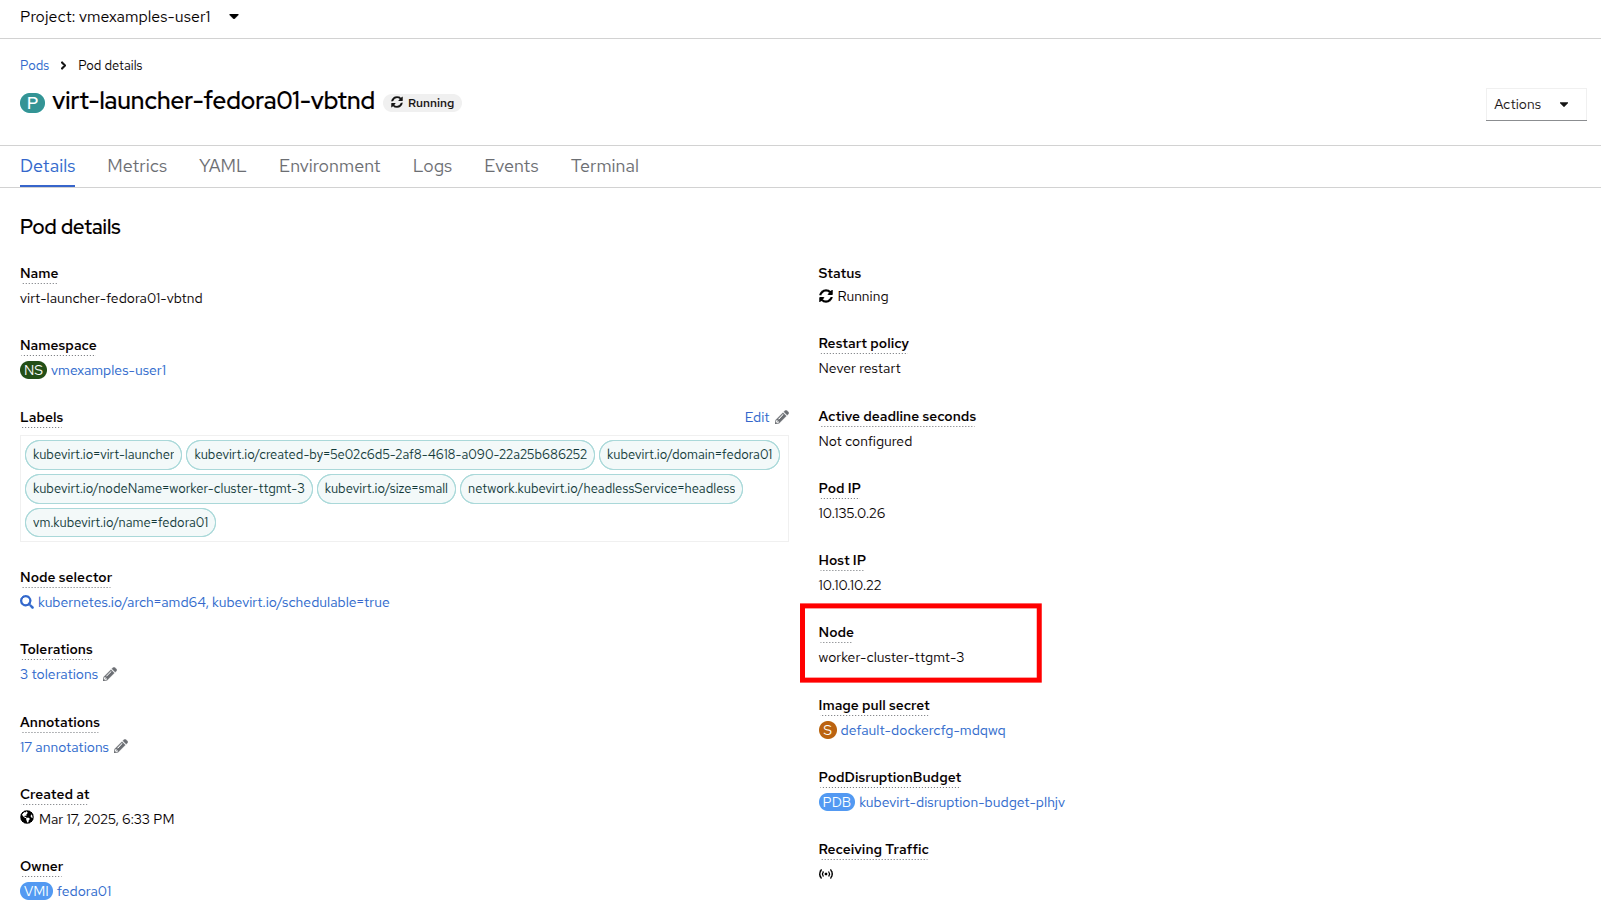 Project: vmexamples-user1
Pods > Pod details
P virt-launcher-fedora01-vbtnd Running
Actions
Details Metrics YAML Environment Logs Events Terminal
Pod details
Name
virt-launcher-fedora01-vbtnd
Namespace
NS vmexamples-user1
Labels Edit
kubevirt.io=virt-launcher kubevirt.io/created-by=5e02c6d5-2af8-4618-a090-22a25b686252 kubevirt.io/domain=fedora01
kubevirt.io/nodeName=worker-cluster-ttgmt-3 kubevirt.io/size=small network.kubevirt.io/headlessService=headless
vm.kubevirt.io/name=fedora01
Node selector
kubernetes.io/arch=amd64, kubevirt.io/schedulable=true
Tolerations
3 tolerations
Annotations
17 annotations
Created at
Mar 17, 2025, 6:33 PM
Owner
VMI fedora01
Status
Running
Restart policy
Never restart
Active deadline seconds
Not configured
Pod IP
10.135.0.26
Host IP
10.10.10.22
Node
worker-cluster-ttgmt-3
Image pull secret
S default-dockercfg-mdqwq
PodDisruptionBudget
PDB kubevirt-disruption-budget-plhjv
Receiving Traffic